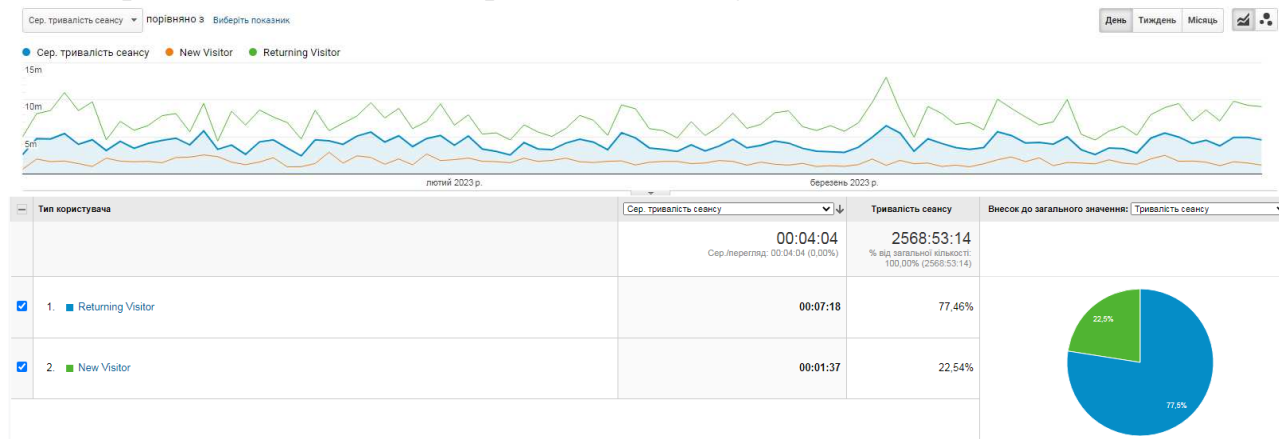 Сер. тривалість сеансу порівняно з Виберіть показник День Тиждень Місяць
Сер. тривалість сеансу New Visitor Returning Visitor
15m
10m
5m
лютий 2023 р. березень 2023 р.
Тип користувача Сер. тривалість сеансу Тривалість сеансу Внесок до загального значення: Тривалість сеансу
00:04:04 2568:53:14
Сер./перегляд: 00:04:04 (0,00%) % від загальної кількості:
100,00% (2568:53:14)
1. Returning Visitor 00:07:18 77,46%
2. New Visitor 00:01:37 22,54%
22,5%
77,5%